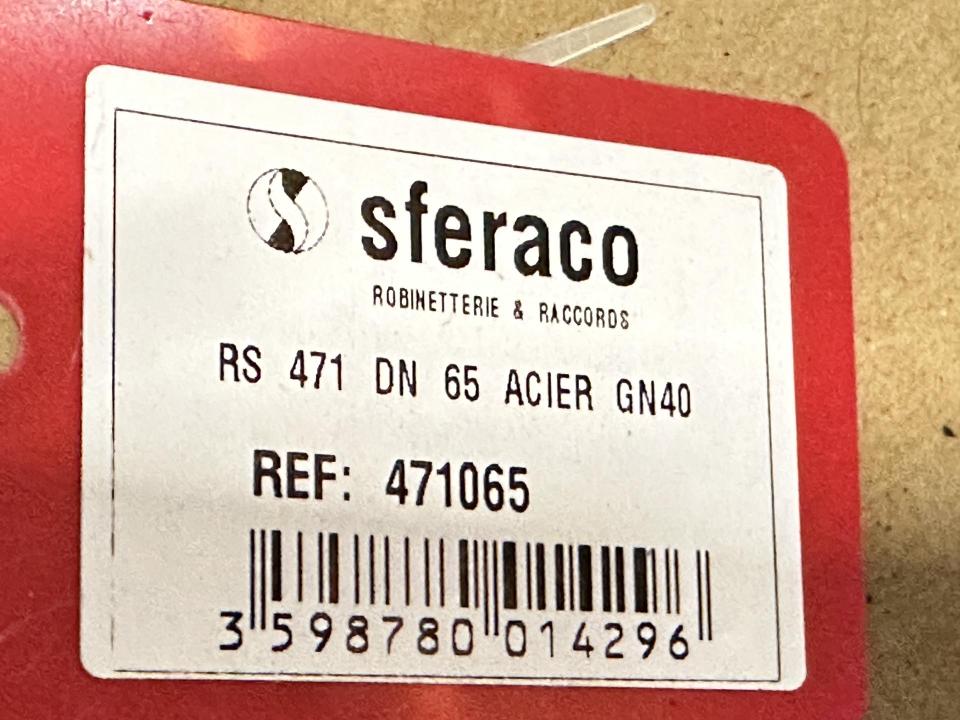 sferaco
ROBINETTERIE & RACCORDS
RS 471 DN 65 ACIER GN40
REF: 471065
3 598780 014296